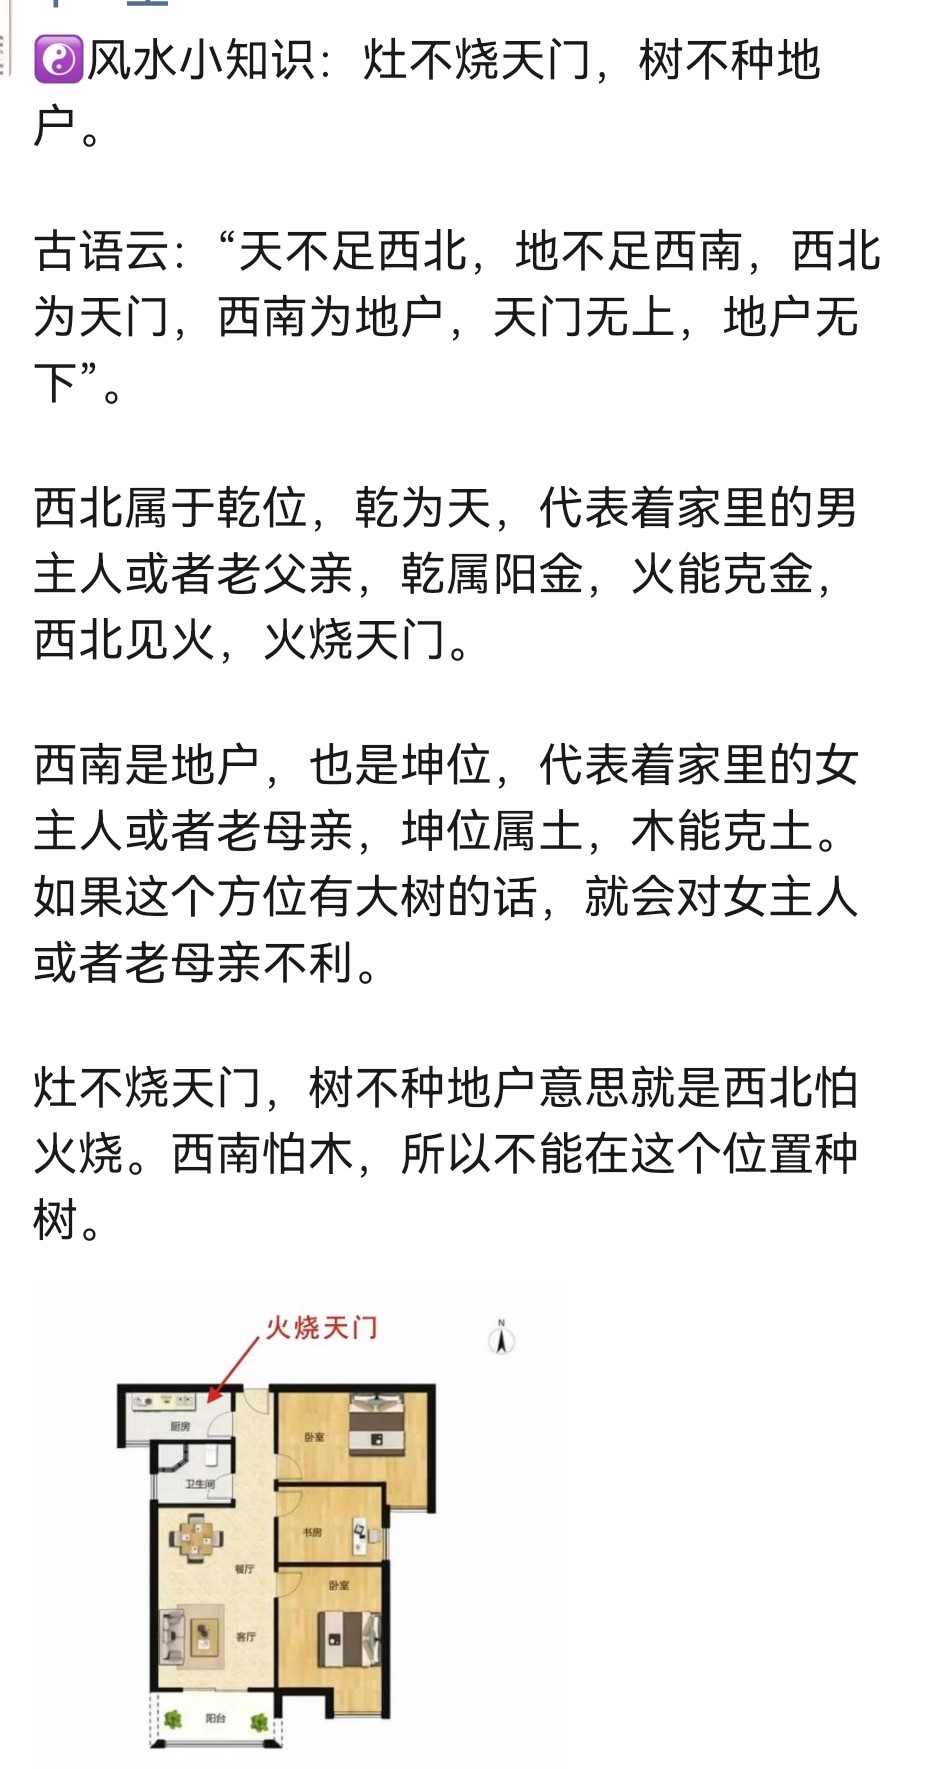 ☯风水小知识：灶不烧天门，树不种地
户。
古语云：“天不足西北，地不足西南，西北
为天门，西南为地户，天门无上，地户无
下”。
西北属于乾位，乾为天，代表着家里的男
主人或者老父亲，乾属阳金，火能克金，
西北见火，火烧天门。
西南是地户，也是坤位，代表着家里的女
主人或者老母亲，坤位属土，木能克土。
如果这个方位有大树的话，就会对女主人
或者老母亲不利。
灶不烧天门，树不种地户意思就是西北怕
火烧。西南怕木，所以不能在这个位置种
树。
火烧天门
N
厨房
卧室
卫生间
书房
餐厅
卧室
客厅
阳台